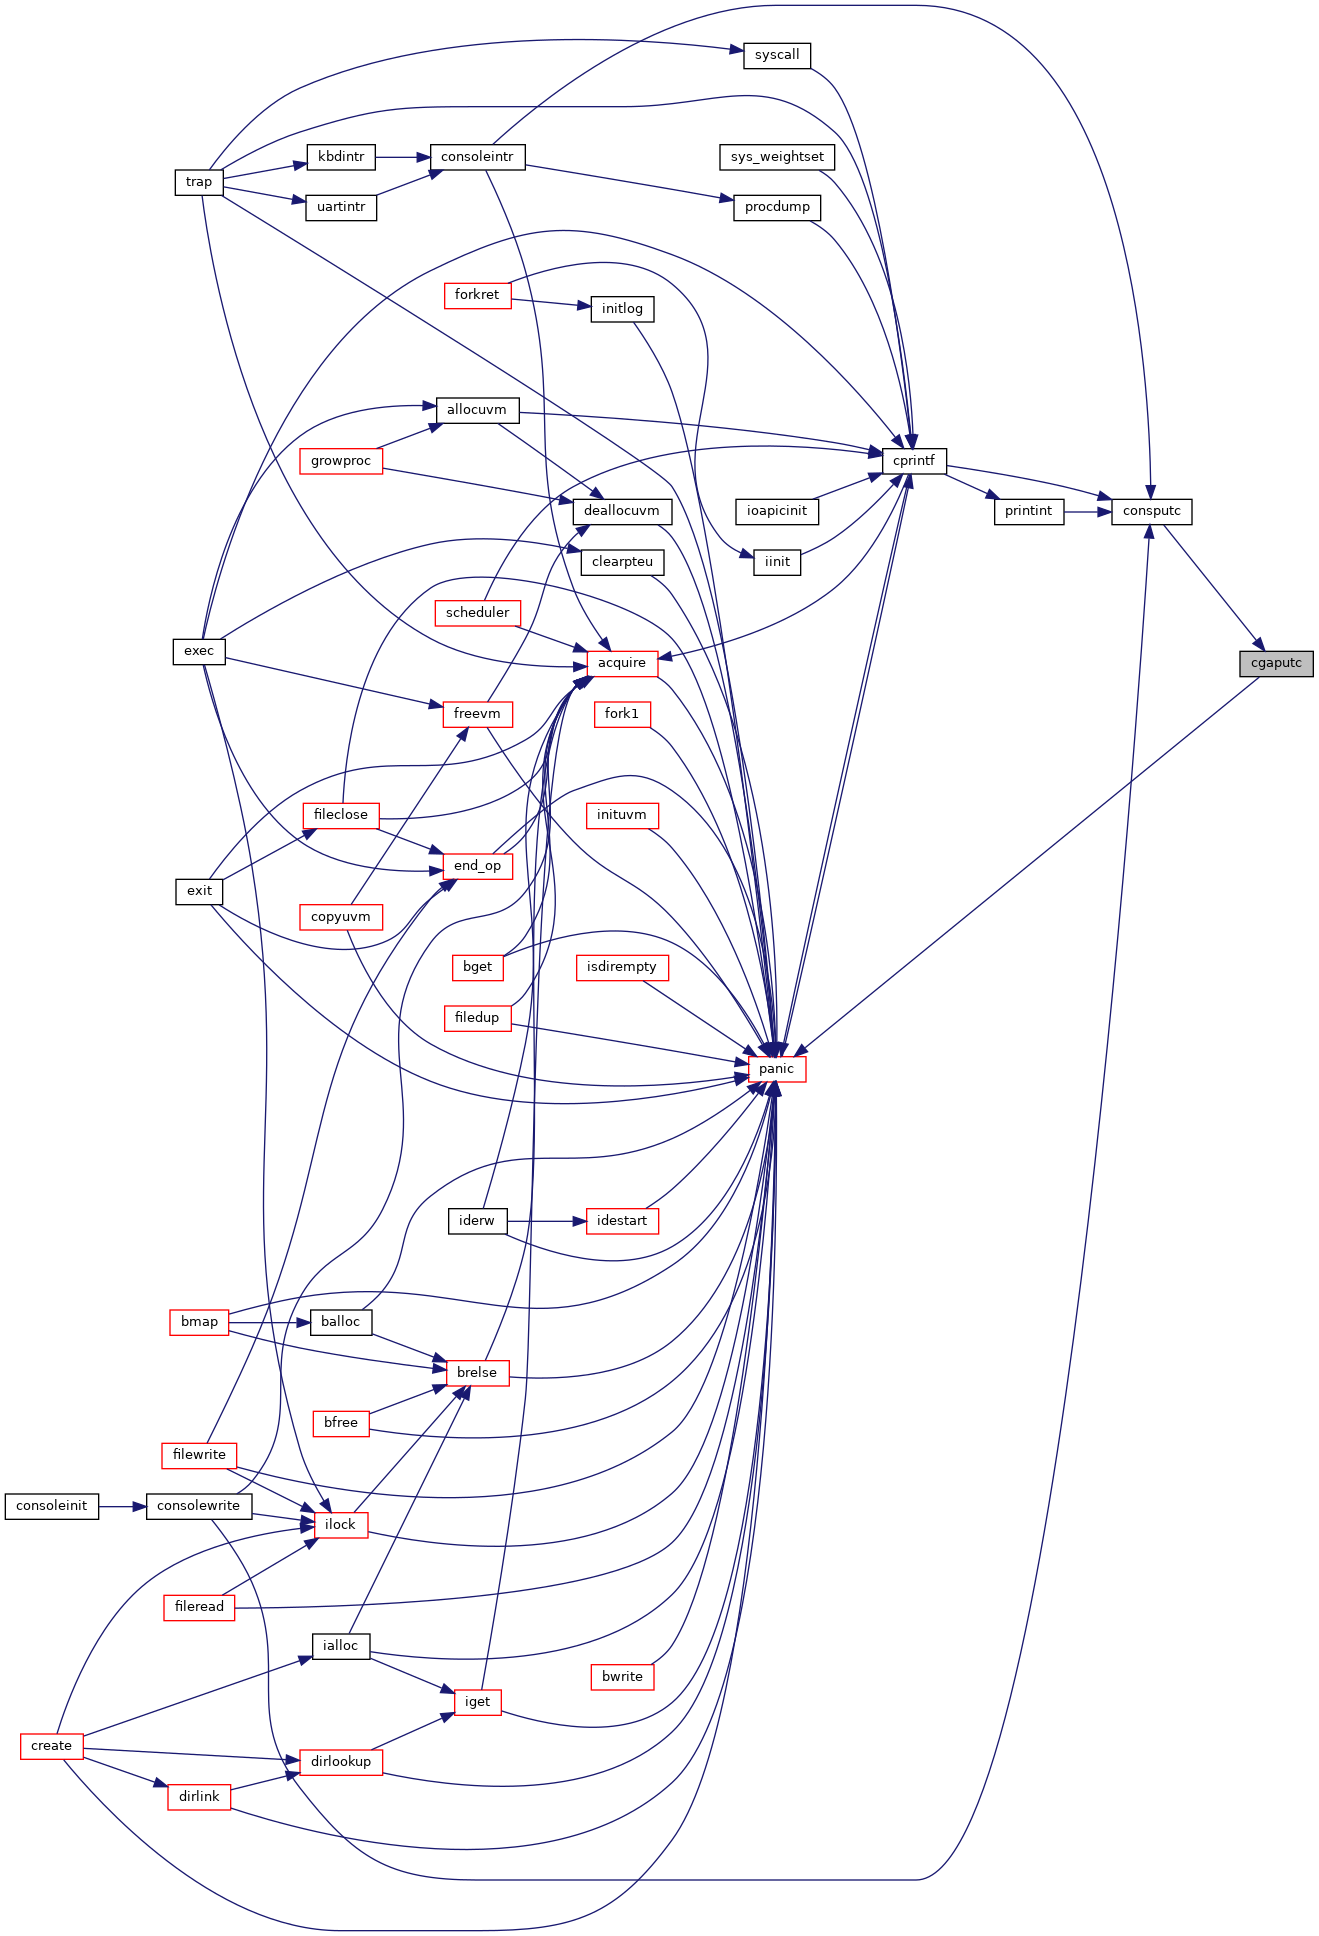 syscall
kbdintr
consoleintr
sys_weightset
trap
uartintr
procdump
forkret
initlog
allocuvm
growproc
cprintf
deallocuvm
ioapicinit
printint
consputc
clearpteu
iinit
scheduler
exec
acquire
cgaputc
freevm
fork1
fileclose
inituvm
end_op
exit
copyuvm
bget
isdirempty
filedup
panic
iderw
idestart
bmap
balloc
brelse
bfree
filewrite
consoleinit
consolewrite
ilock
fileread
ialloc
bwrite
iget
create
dirlookup
dirlink